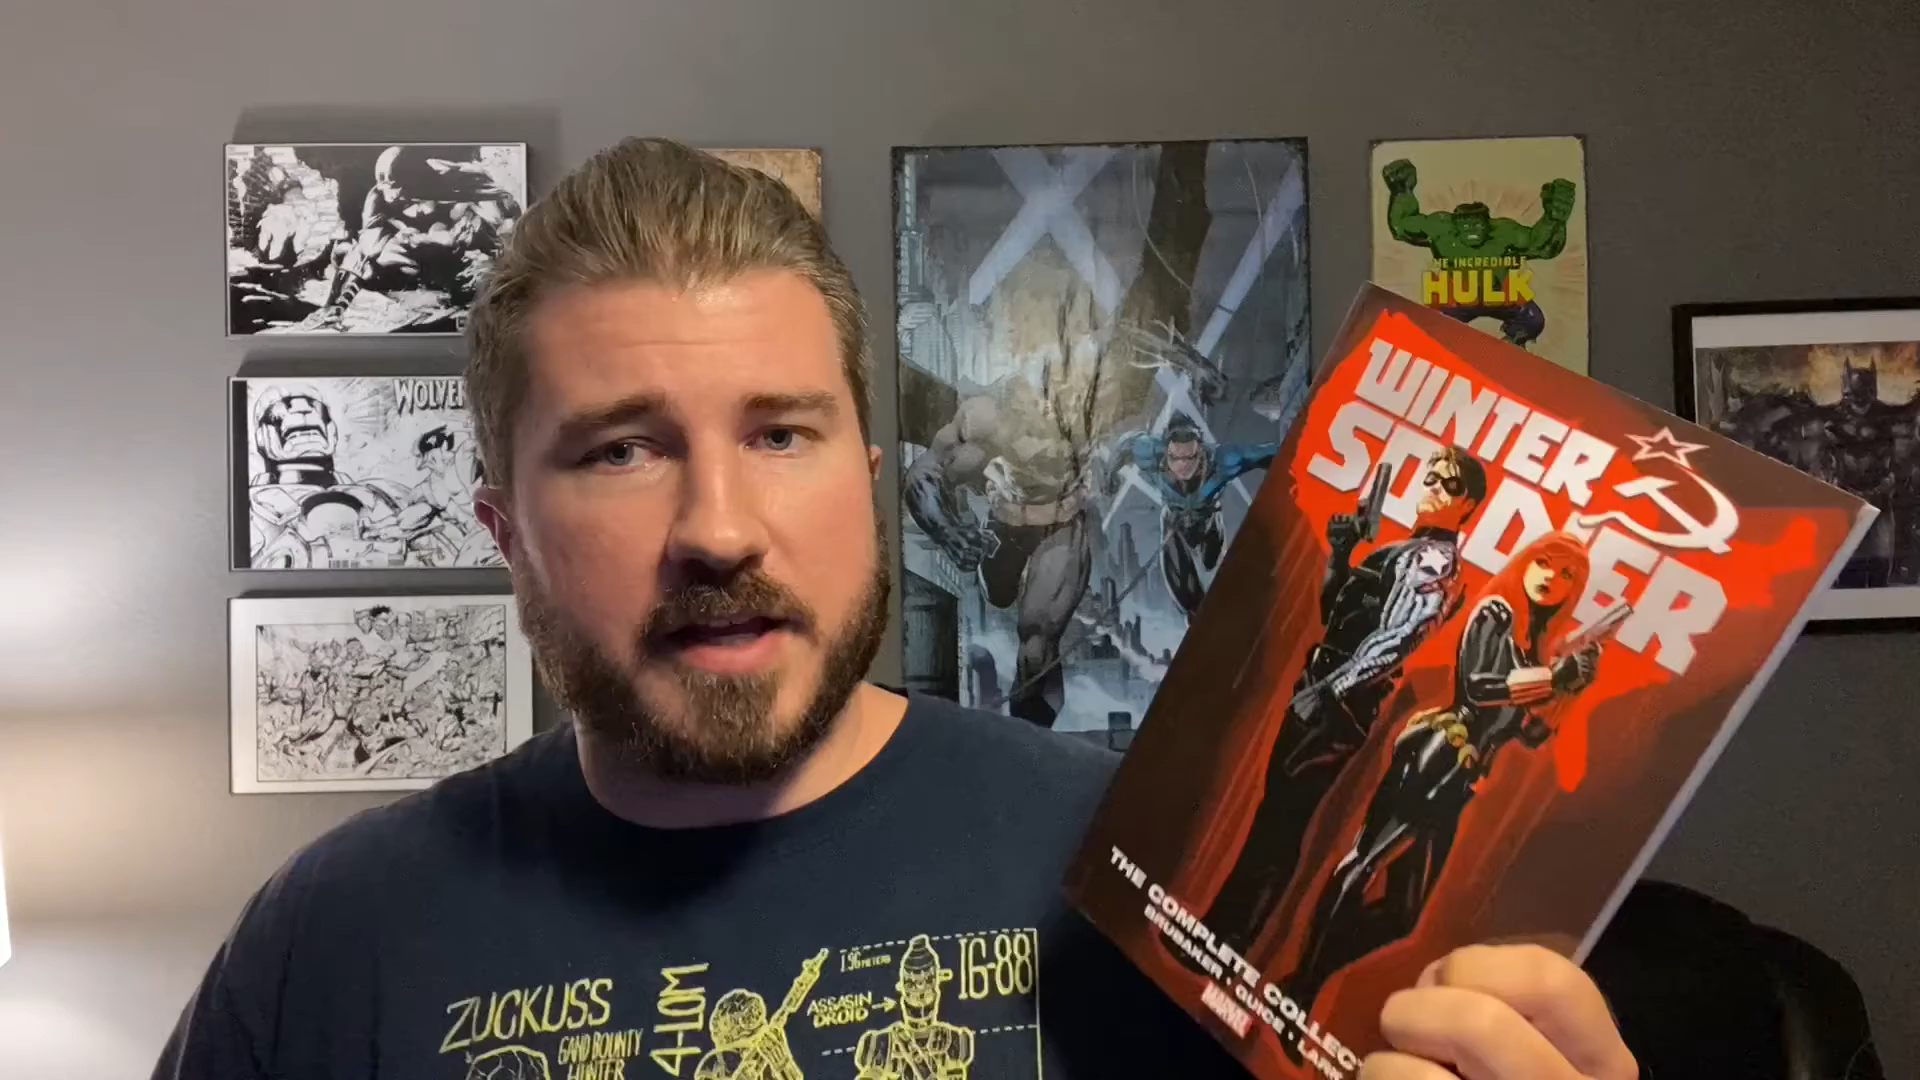 WOLVER
THE INCREDIBLE
HULK
WINTER
SOLDIER
THE COMPLETE COLLEC
BRUBAKER · GUICE · LARK
MARVEL
ZUCKUSS
GAND BOUNTY
HUNTER
4-LOM
1.96 METERS
ASSASIN
DROID
IG-88